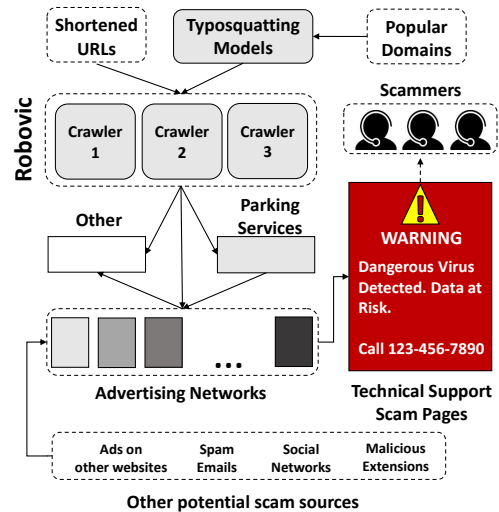 Shortened
URLs
Typosquatting
Models
Popular
Domains
Scammers
Robovic
Crawler
1
Crawler
2
Crawler
3
Other
Parking
Services
WARNING
Dangerous Virus
Detected. Data at
Risk.
Call 123-456-7890
...
Advertising Networks
Technical Support
Scam Pages
Ads on
other websites
Spam
Emails
Social
Networks
Malicious
Extensions
Other potential scam sources